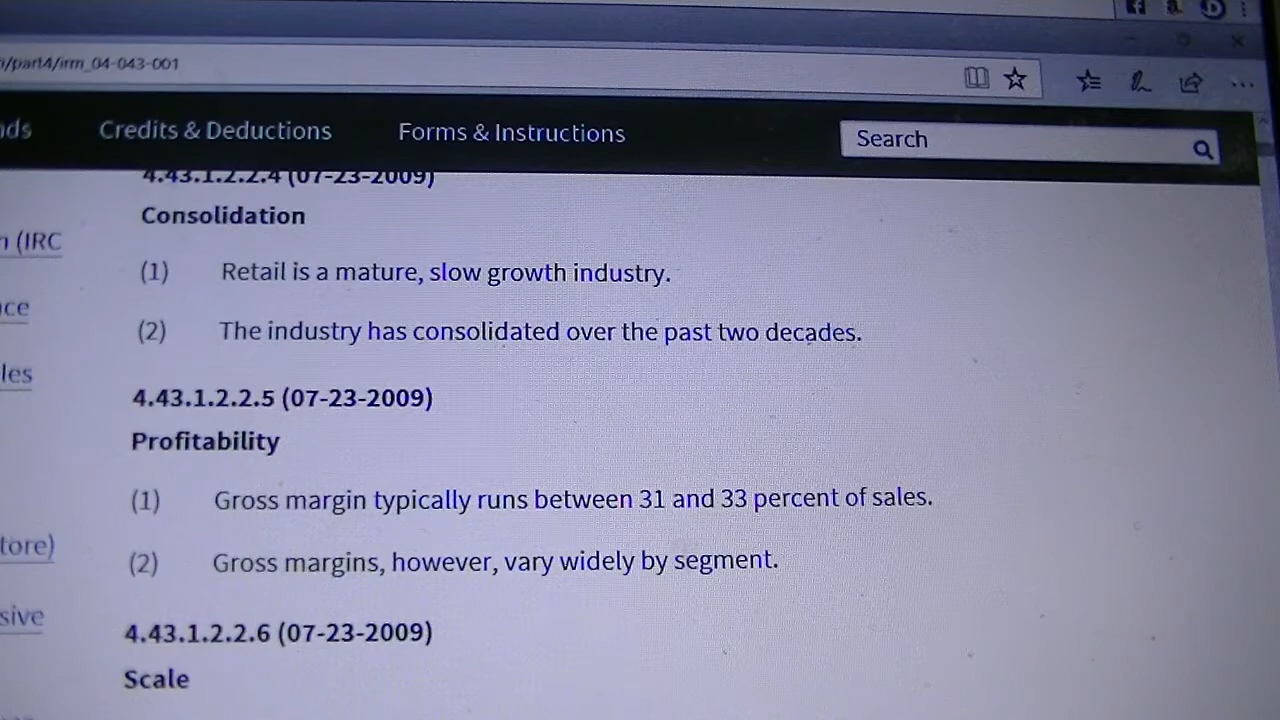 /part4/irm_04-043-001
Credits & Deductions
Forms & Instructions
Search
4.43.1.2.2.4 (07-23-2009)
Consolidation
(IRC
(1) Retail is a mature, slow growth industry.
(2) The industry has consolidated over the past two decades.
4.43.1.2.2.5 (07-23-2009)
Profitability
(1) Gross margin typically runs between 31 and 33 percent of sales.
tore)
(2) Gross margins, however, vary widely by segment.
sive
4.43.1.2.2.6 (07-23-2009)
Scale